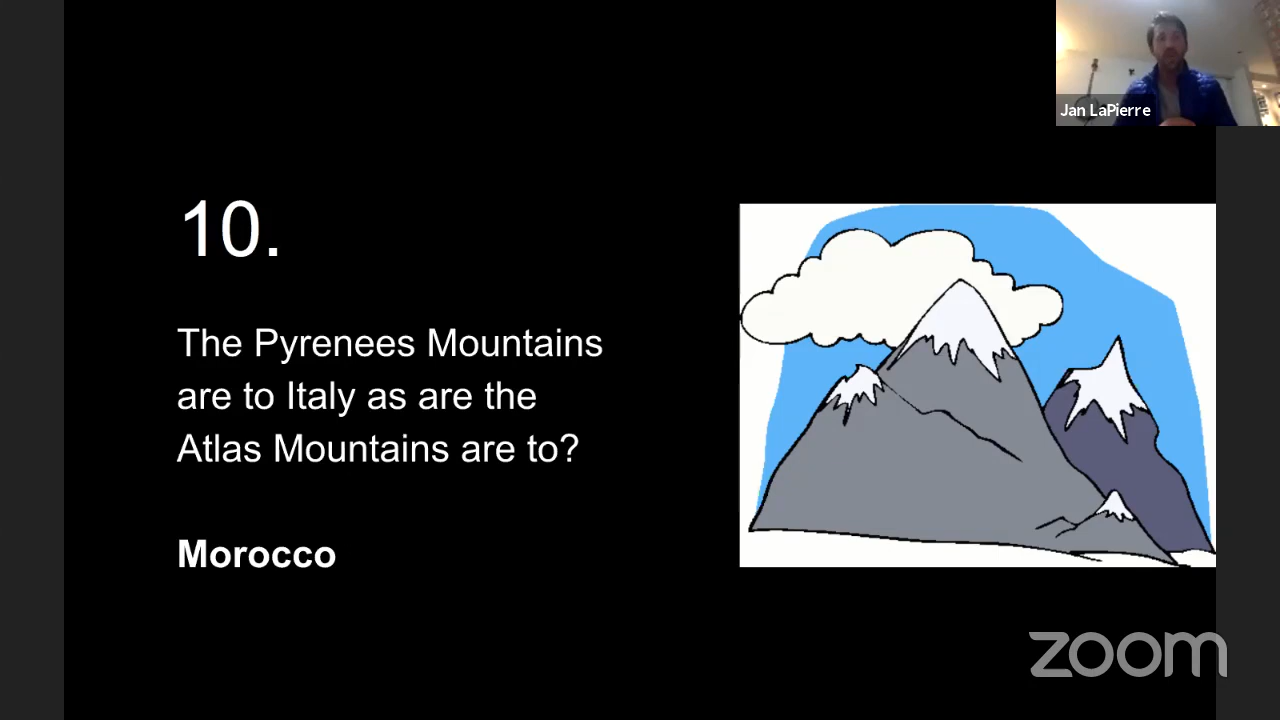 Jan LaPierre
10.
The Pyrenees Mountains
are to Italy as are the
Atlas Mountains are to?
Morocco
zoom